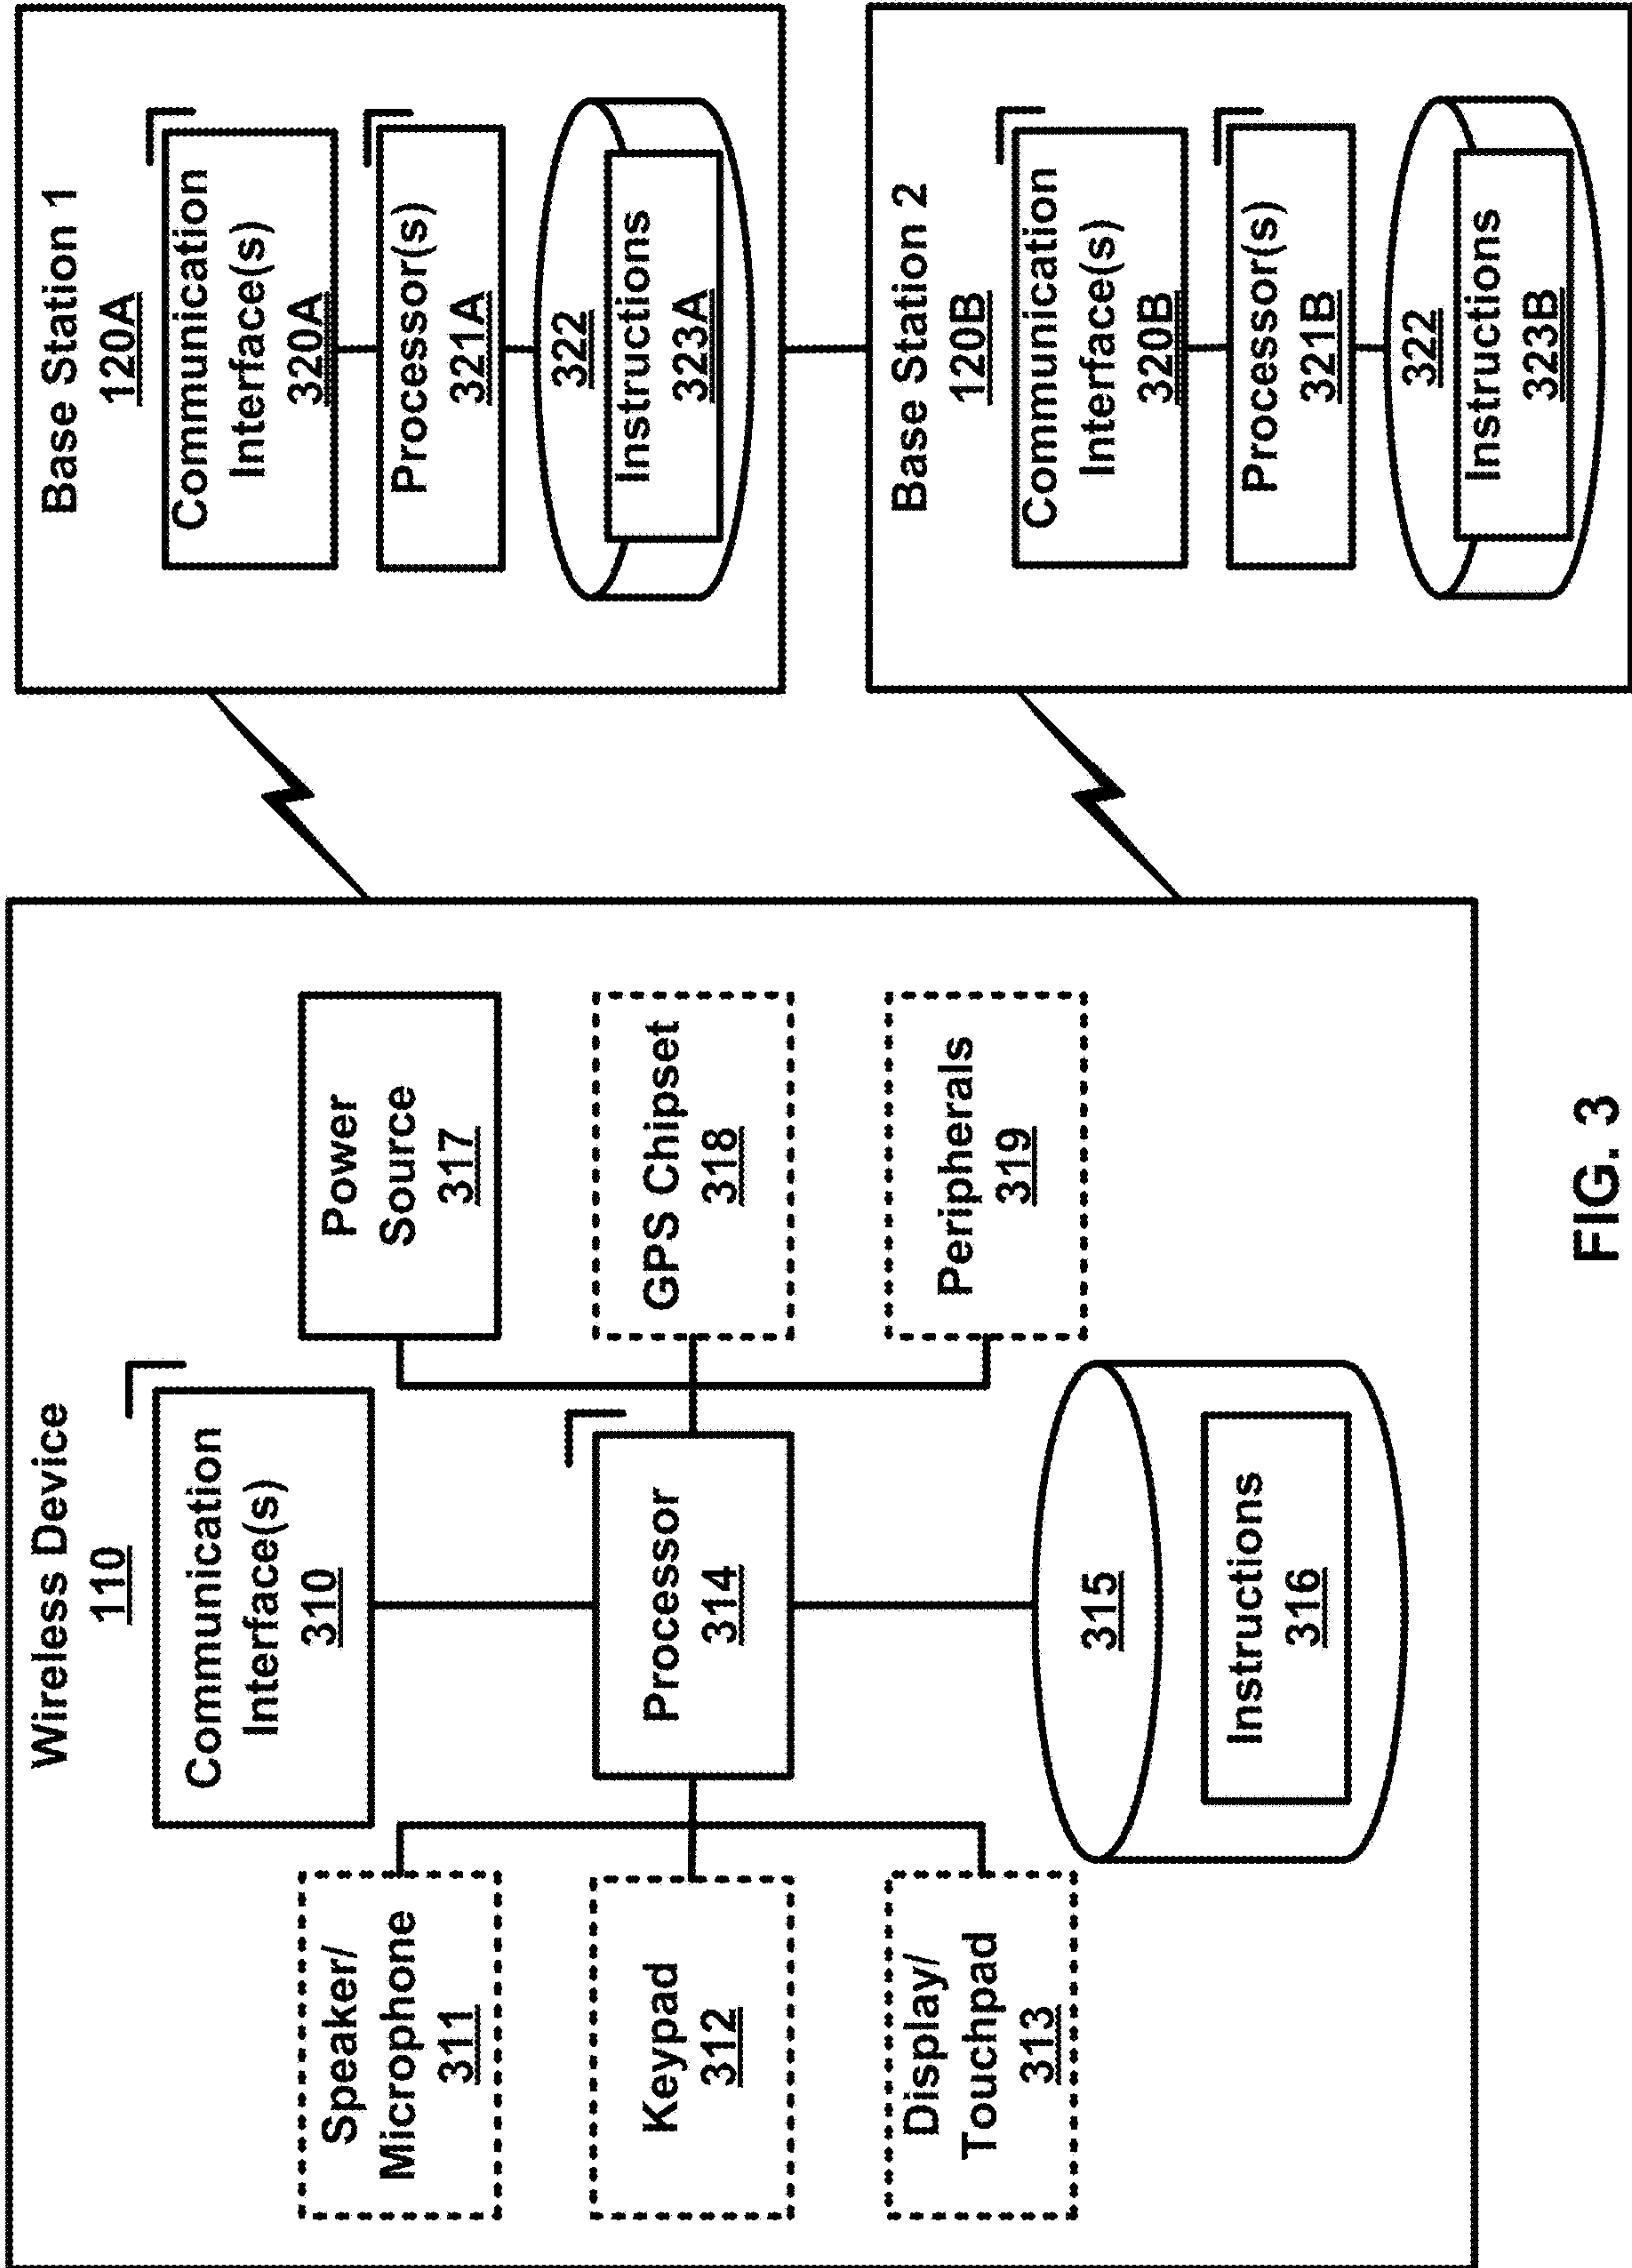 Wireless Device
110
Communication
Interface(s)
310
Speaker/
Microphone
311
Keypad
312
Display/
Touchpad
313
Processor
314
Power
Source
317
GPS Chipset
318
Peripherals
319
315
Instructions
316
Base Station 1
120A
Communication
Interface(s)
320A
Processor(s)
321A
322
Instructions
323A
Base Station 2
120B
Communication
Interface(s)
320B
Processor(s)
321B
322
Instructions
323B
FIG. 3